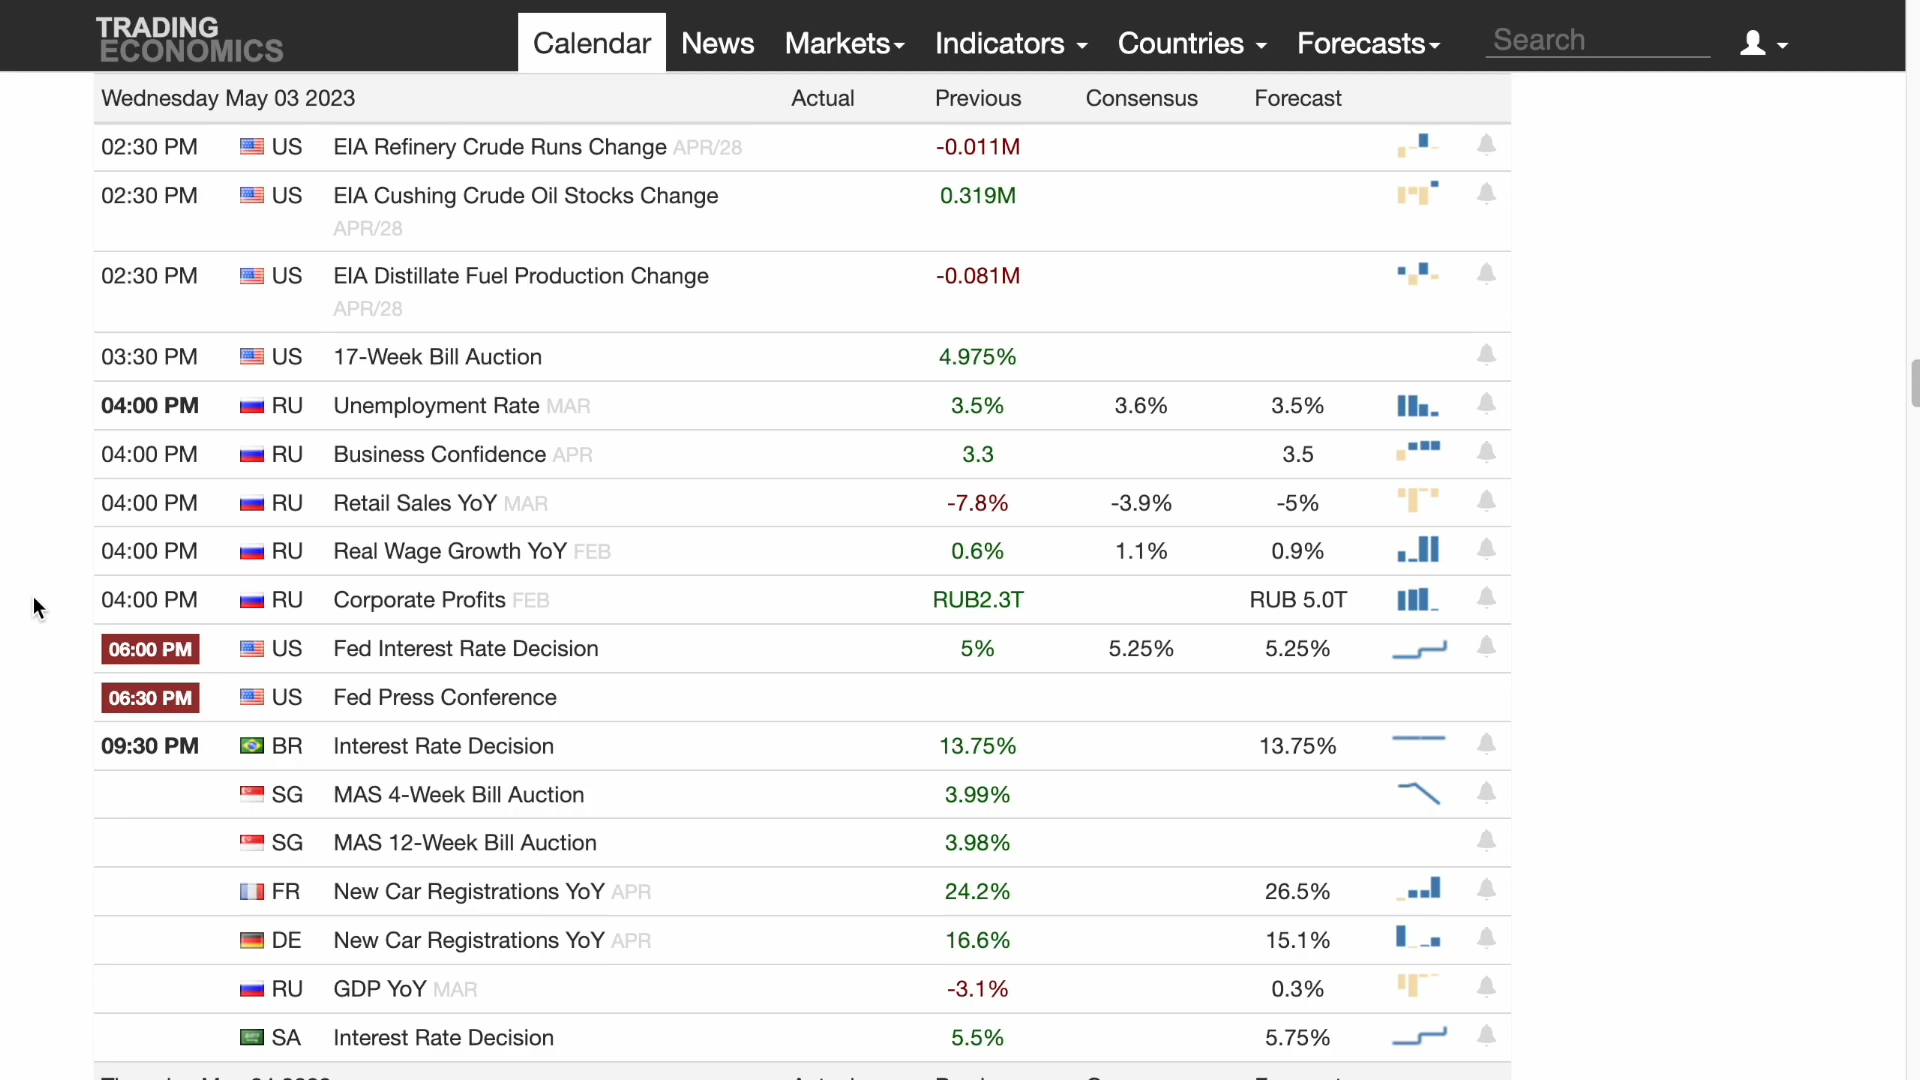 TRADING
ECONOMICS
Calendar News Markets Indicators Countries Forecasts Search
Wednesday May 03 2023 Actual Previous Consensus Forecast
02:30 PM US EIA Refinery Crude Runs Change APR/28 -0.011M
02:30 PM US EIA Cushing Crude Oil Stocks Change 0.319M
APR/28
02:30 PM US EIA Distillate Fuel Production Change -0.081M
APR/28
03:30 PM US 17-Week Bill Auction 4.975%
04:00 PM RU Unemployment Rate MAR 3.5% 3.6% 3.5%
04:00 PM RU Business Confidence APR 3.3 3.5
04:00 PM RU Retail Sales YoY MAR -7.8% -3.9% -5%
04:00 PM RU Real Wage Growth YoY FEB 0.6% 1.1% 0.9%
04:00 PM RU Corporate Profits FEB RUB2.3T RUB 5.0T
06:00 PM US Fed Interest Rate Decision 5% 5.25% 5.25%
06:30 PM US Fed Press Conference
09:30 PM BR Interest Rate Decision 13.75% 13.75%
SG MAS 4-Week Bill Auction 3.99%
SG MAS 12-Week Bill Auction 3.98%
FR New Car Registrations YoY APR 24.2% 26.5%
DE New Car Registrations YoY APR 16.6% 15.1%
RU GDP YoY MAR -3.1% 0.3%
SA Interest Rate Decision 5.5% 5.75%